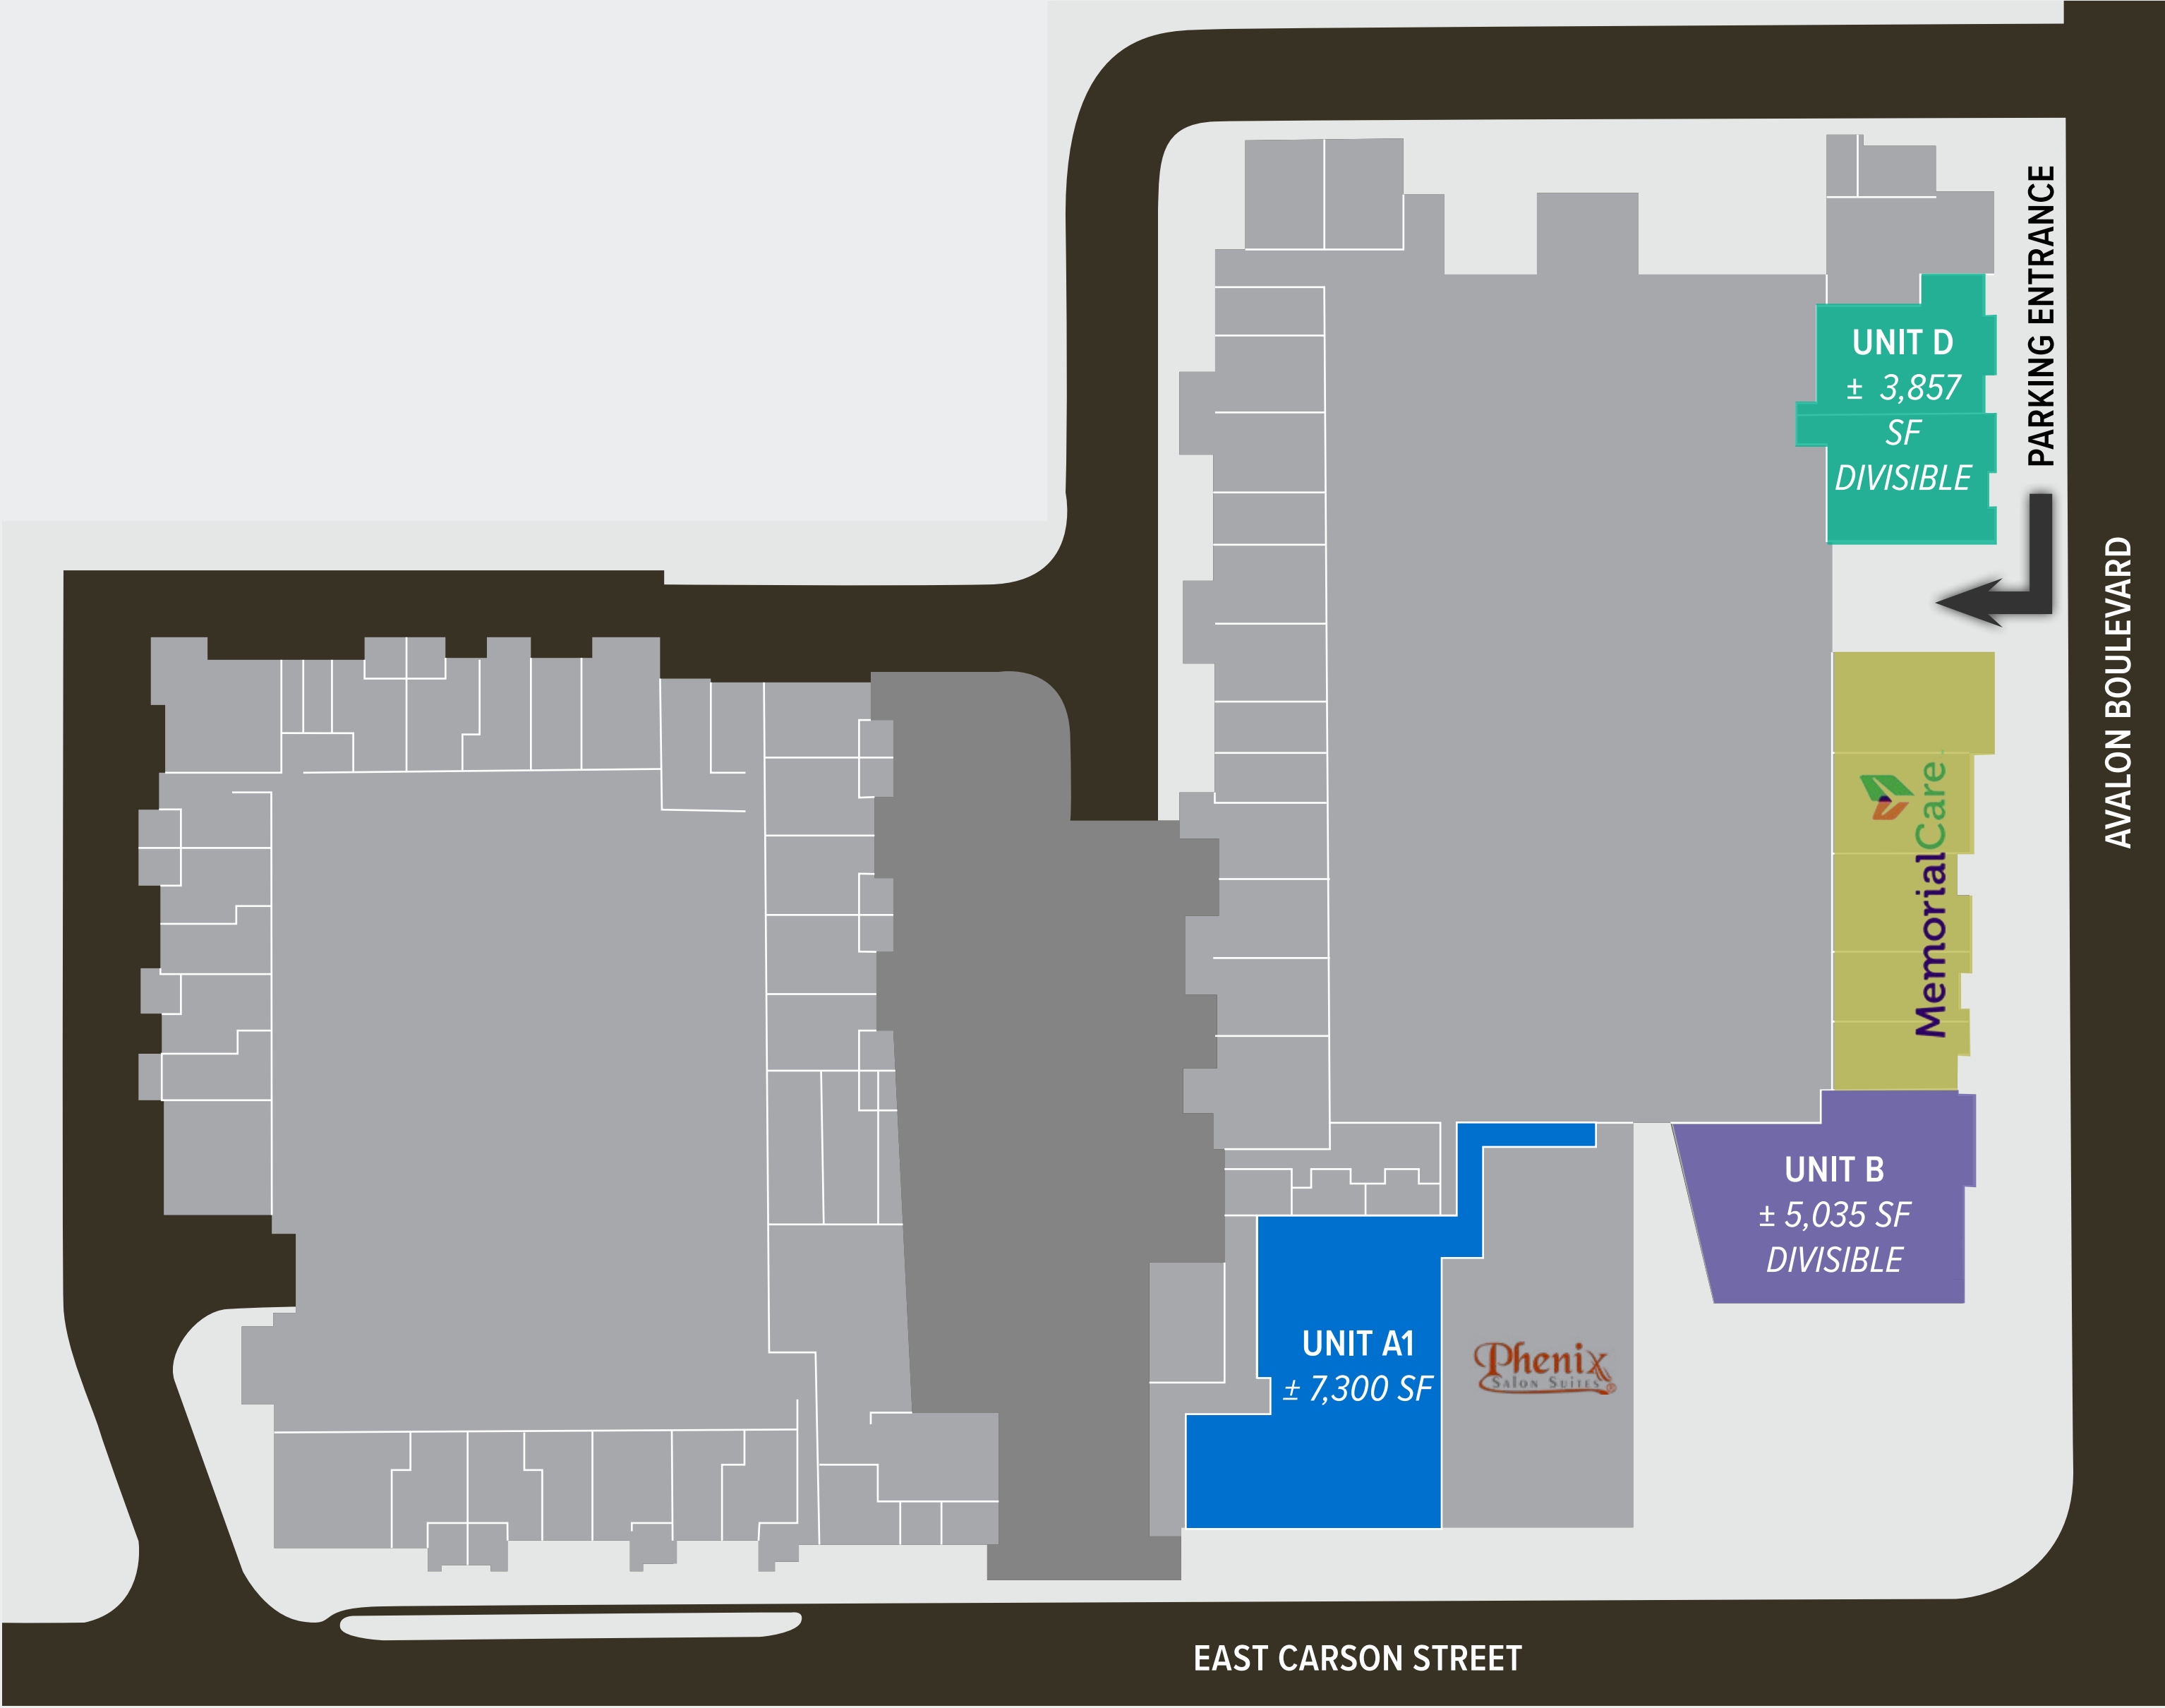 PARKING ENTRANCE
UNIT D
± 3,857
SF
DIVISIBLE
AVALON BOULEVARD
MemorialCare
UNIT B
± 5,035 SF
DIVISIBLE
UNIT A1
± 7,300 SF
Phenix
SALON SUITES®
EAST CARSON STREET